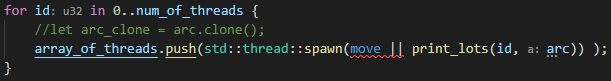 for id: u32 in 0..num_of_threads {
//let arc_clone = arc.clone();
array_of_threads.push(std::thread::spawn(move || print_lots(id, a: arc)) );
}